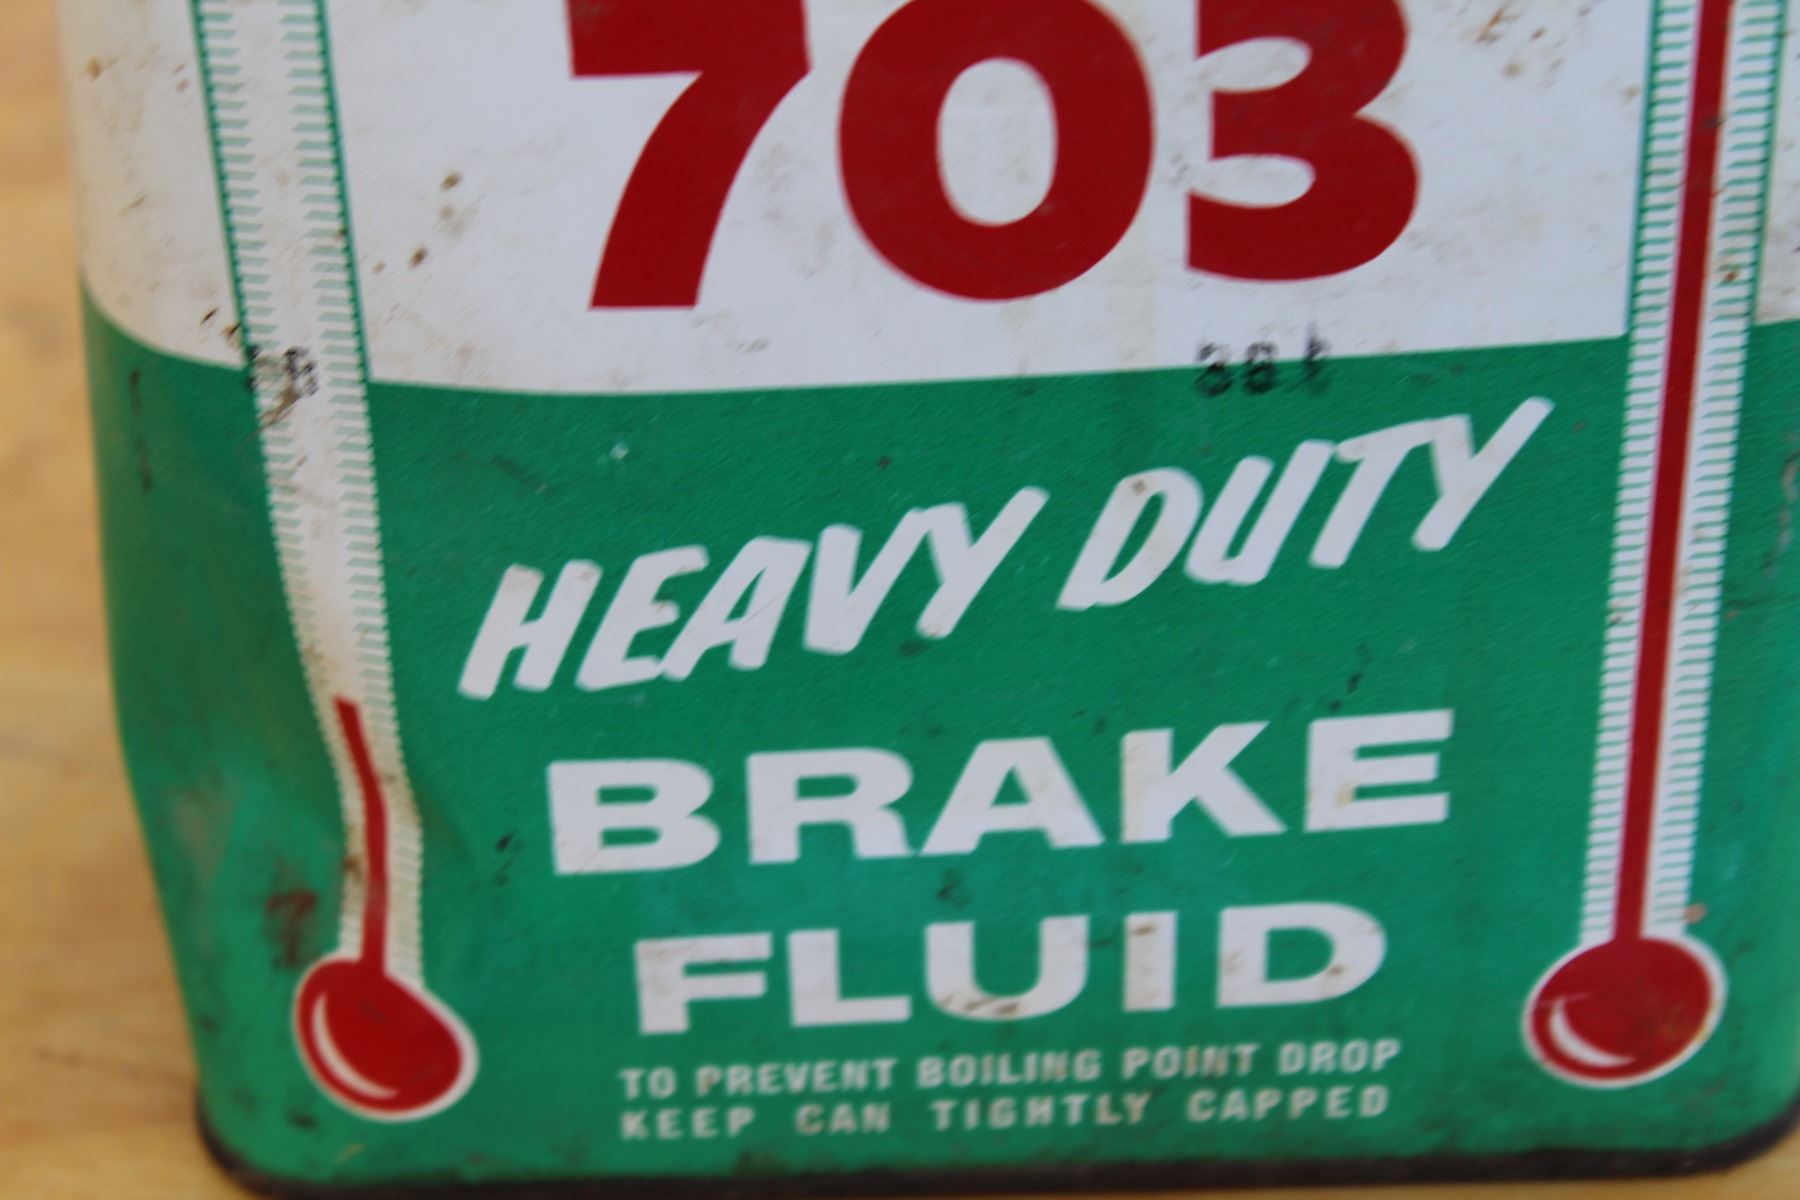 703
HEAVY DUTY
BRAKE
FLUID
TO PREVENT BOILING POINT DROP
KEEP CAN TIGHTLY CAPPED